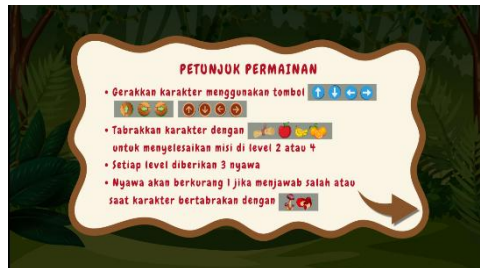 PETUNJUK PERMAINAN
• Gerakkan karakter menggunakan tombol
• Tabrakkan karakter dengan
untuk menyelesaikan misi di level 2 atau 4
• Setiap level diberikan 3 nyawa
• Nyawa akan berkurang 1 jika menjawab salah atau
saat karakter bertabrakan dengan